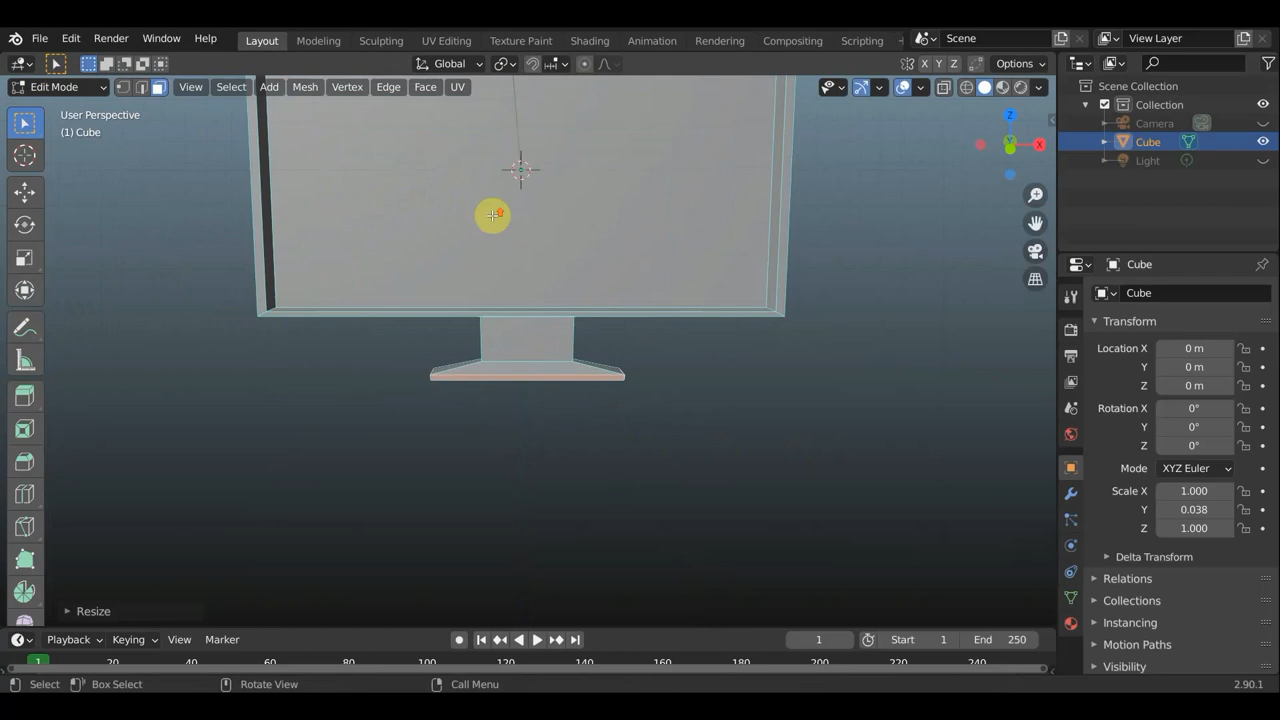 File Edit Render Window Help Layout Modeling Sculpting UV Editing Texture Paint Shading Animation Rendering Compositing Scripting Scene View Layer
Global X Y Z Options
Edit Mode View Select Add Mesh Vertex Edge Face UV
User Perspective
(1) Cube
Scene Collection
Collection
Camera
Cube
Light
Z
Y
X
Cube
Cube
Transform
Location X 0 m
Y 0 m
Z 0 m
Rotation X 0°
Y 0°
Z 0°
Mode XYZ Euler
Scale X 1.000
Y 0.038
Z 1.000
Delta Transform
Relations
Collections
Instancing
Motion Paths
Visibility
Resize
Playback Keying View Marker 1 Start 1 End 250
1 20 40 60 80 100 120 140 160 180 200 220 240
Select Box Select Rotate View Call Menu 2.90.1